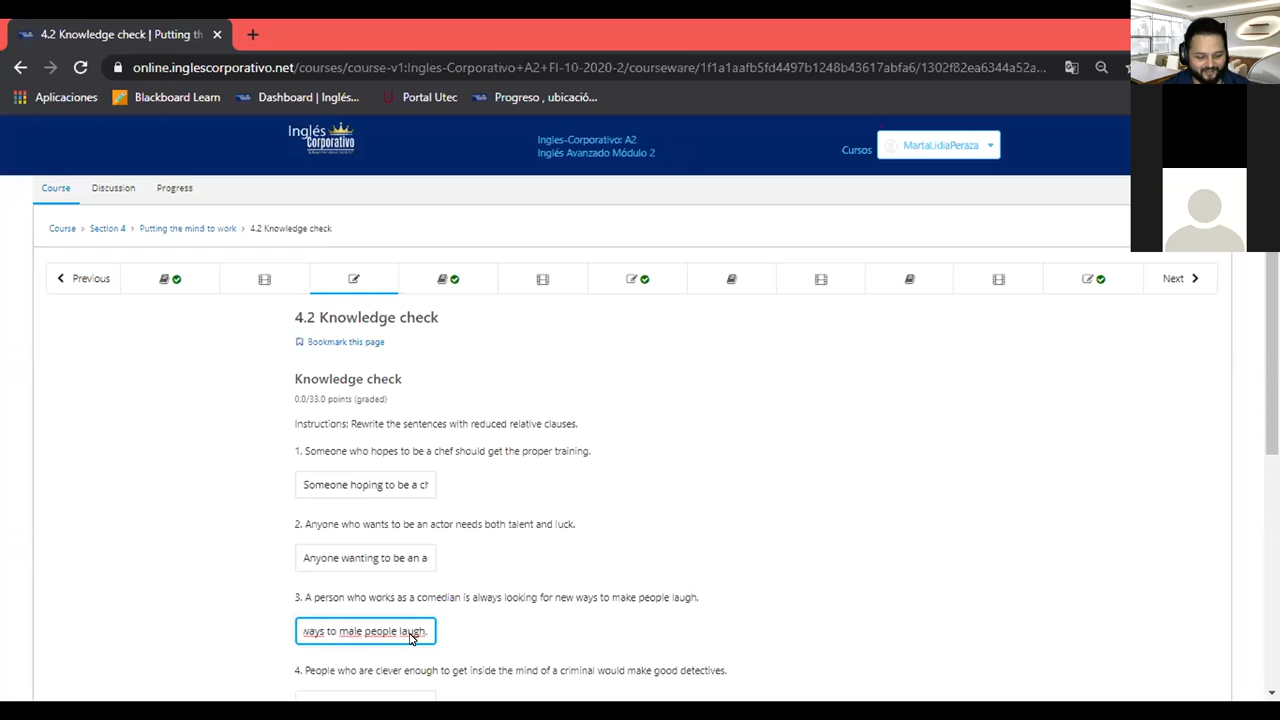 4.2 Knowledge check | Putting th
online.inglescorporativo.net/courses/course-v1:Ingles-Corporativo+A2+FI-10-2020-2/courseware/1f1a1aafb5fd4497b1248b43617abfa6/1302f82ea6344a52a...
Aplicaciones Blackboard Learn Dashboard | Inglés... Portal Utec Progreso , ubicació...
Inglés
Corporativo
Ingles-Corporativo: A2
Inglés Avanzado Módulo 2
Cursos MartaLidiaPeraza
Course Discussion Progress
Course > Section 4 > Putting the mind to work > 4.2 Knowledge check
Previous Next
4.2 Knowledge check
Bookmark this page
Knowledge check
0.0/33.0 points (graded)
Instructions: Rewrite the sentences with reduced relative clauses.
1. Someone who hopes to be a chef should get the proper training.
Someone hoping to be a ch
2. Anyone who wants to be an actor needs both talent and luck.
Anyone wanting to be an a
3. A person who works as a comedian is always looking for new ways to make people laugh.
ways to male people laugh.
4. People who are clever enough to get inside the mind of a criminal would make good detectives.